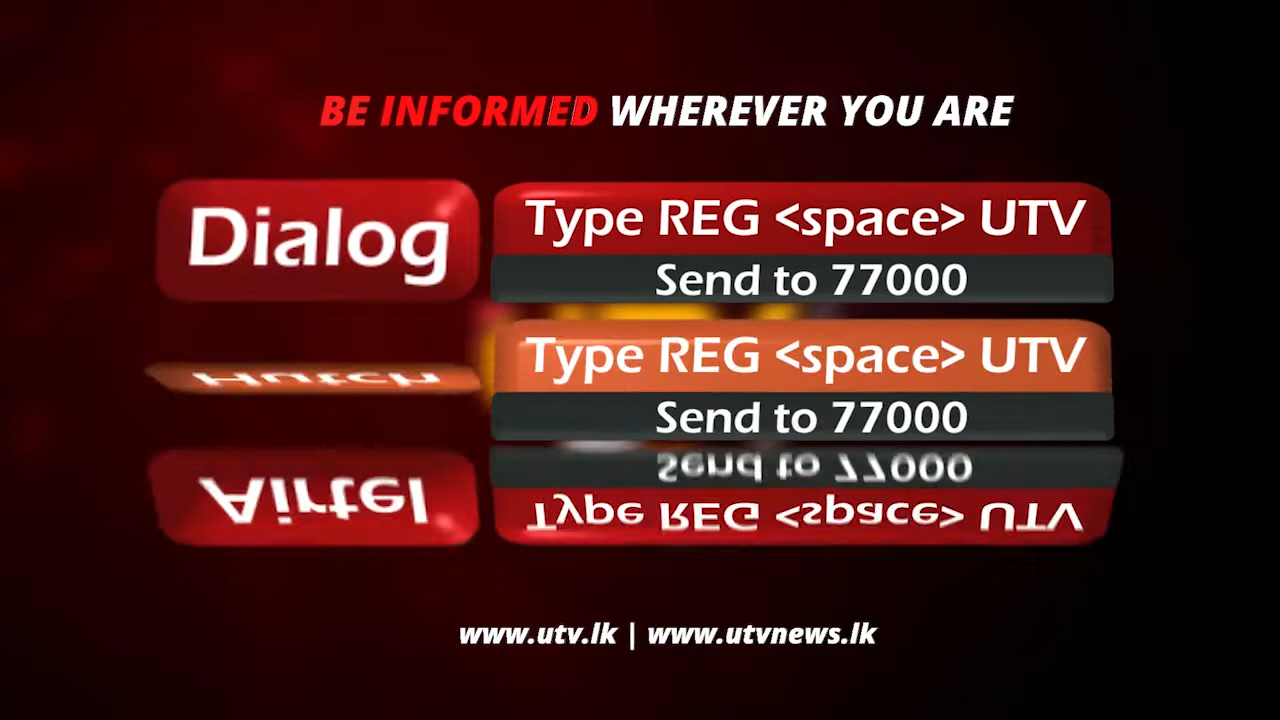 BE INFORMED WHEREVER YOU ARE
Dialog
Type REG <space> UTV
Send to 77000
Hutch
Type REG <space> UTV
Send to 77000
Airtel
Send to 77000
Type REG <space> UTV
www.utv.lk | www.utvnews.lk